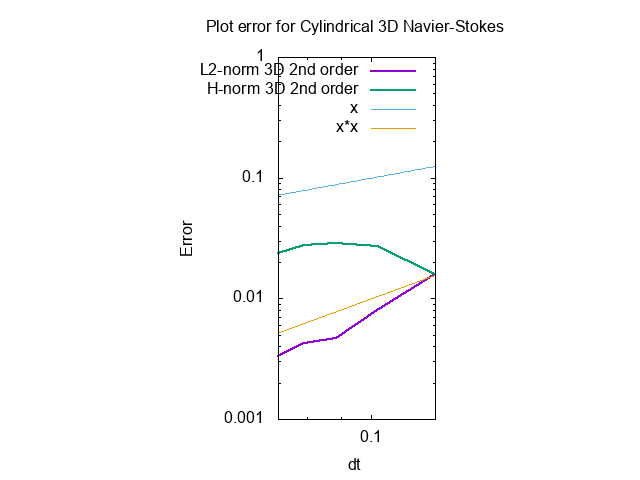 Plot error for Cylindrical 3D Navier-Stokes
1
L2-norm 3D 2nd order
H-norm 3D 2nd order
x
x*x
0.1
Error
0.01
0.001
0.1
dt